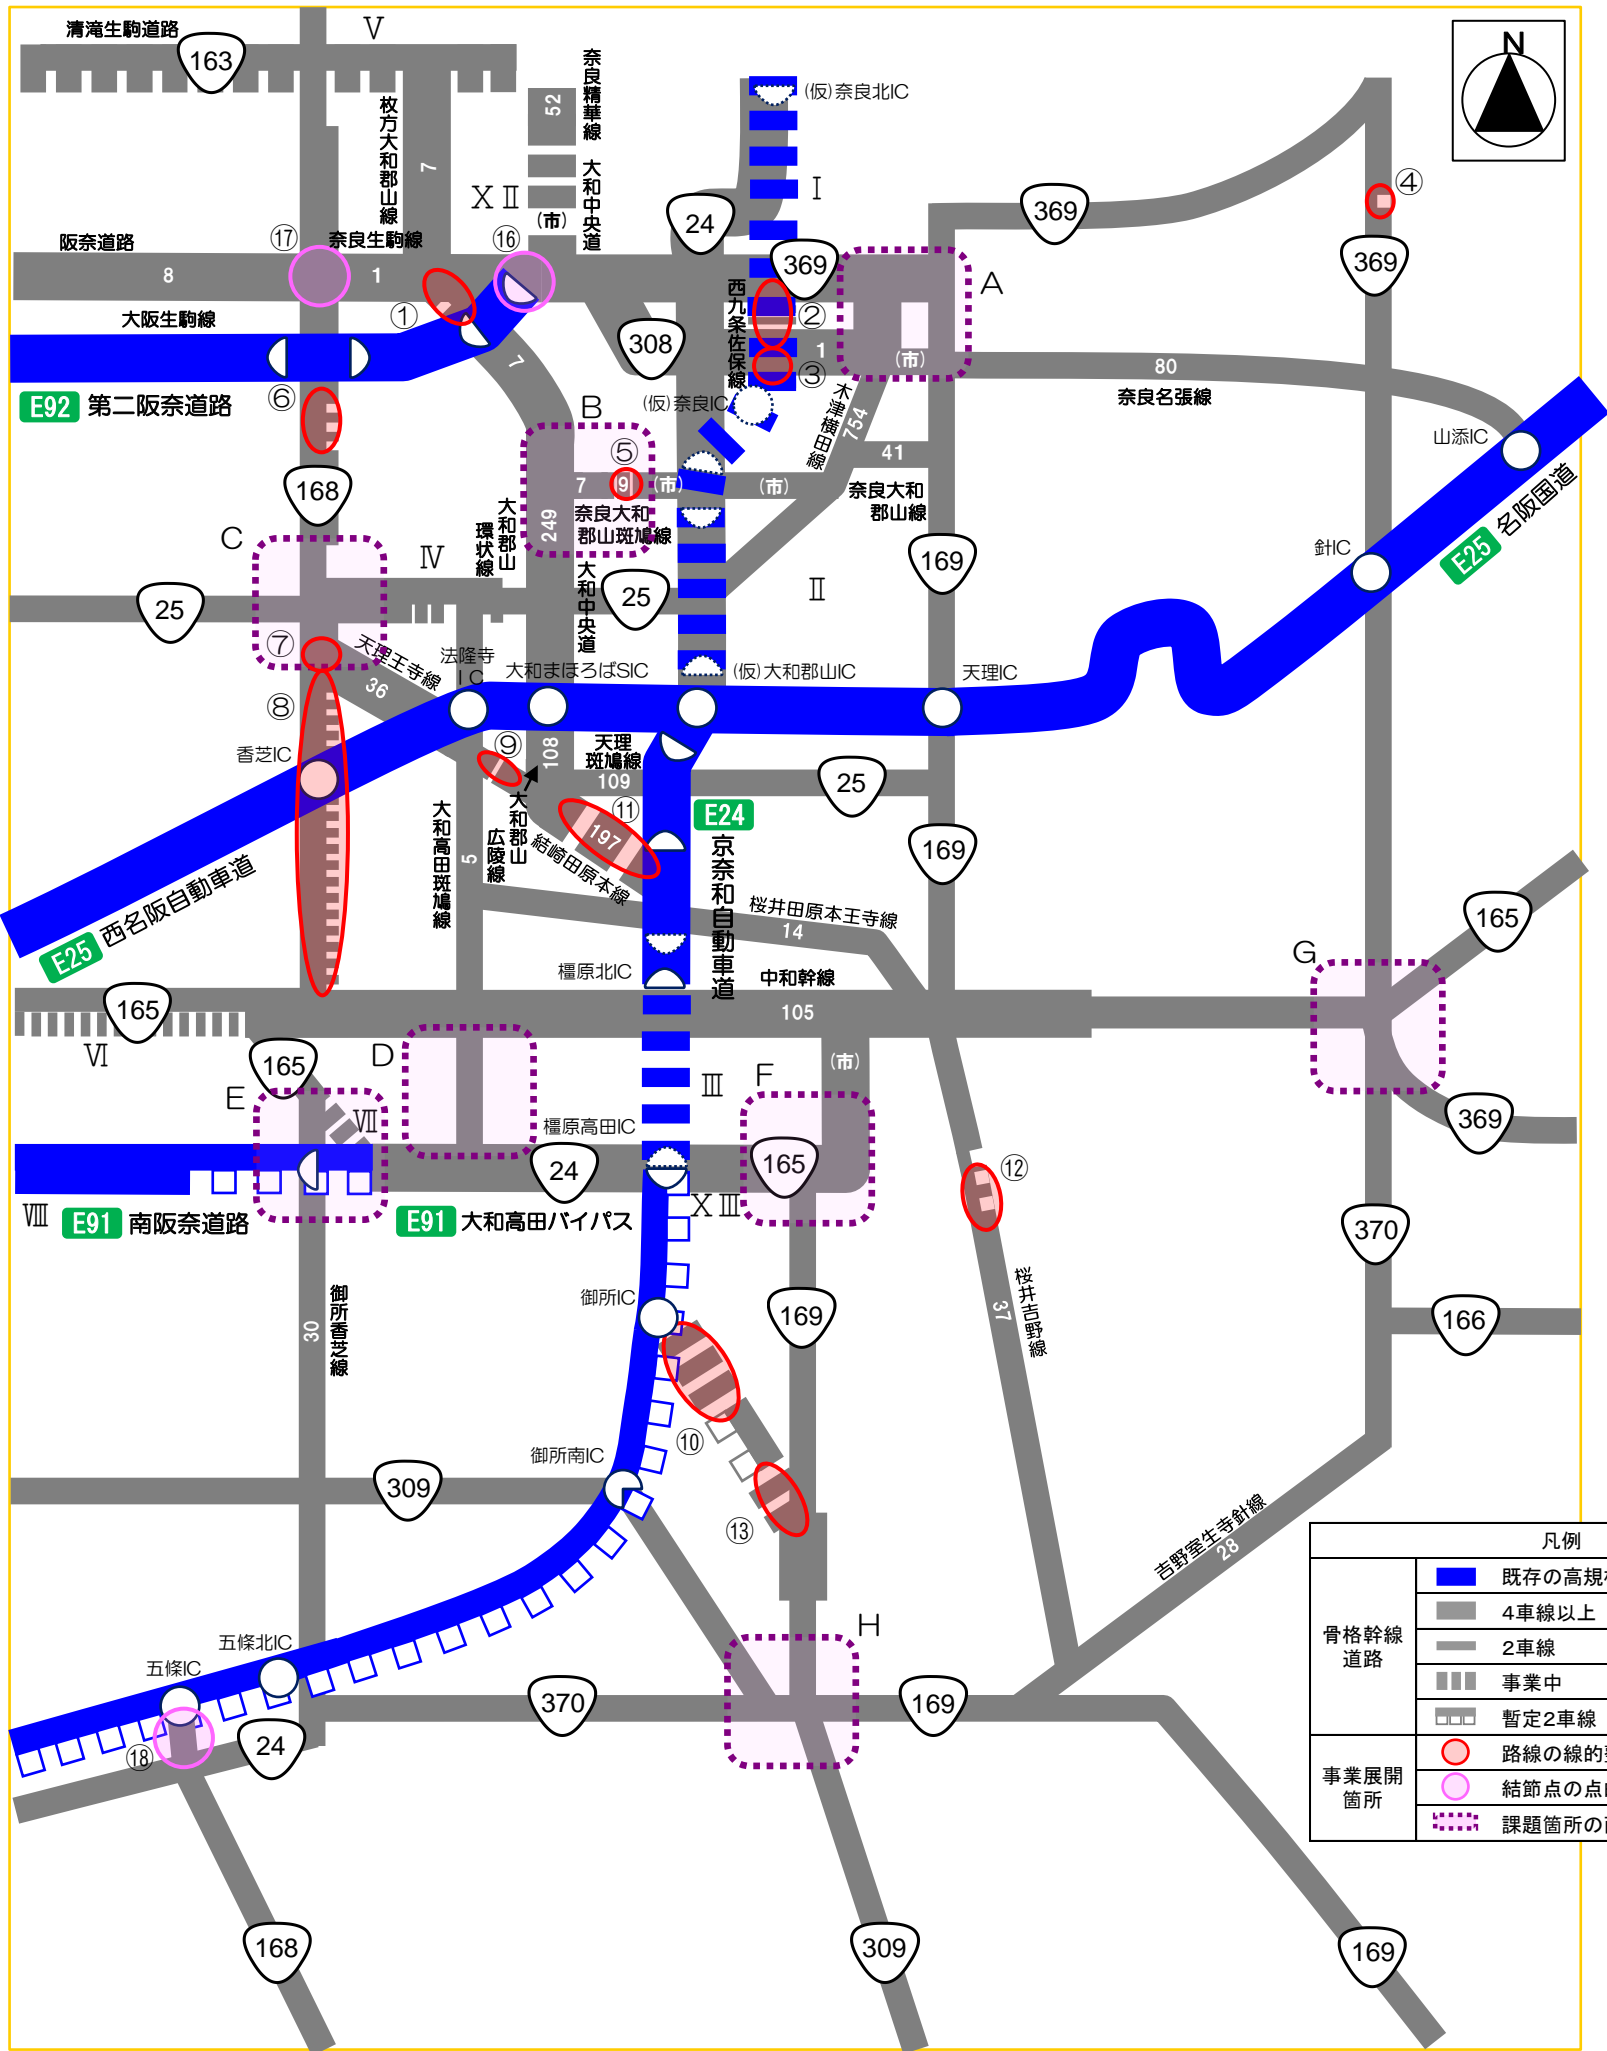 清滝生駒道路
163
Ⅴ
N
枚方大和郡山線
7
52
奈良精華線
ⅩⅡ
(市)
大和中央道
(仮)奈良北IC
Ⅰ
24
369
④
369
369
阪奈道路
8
⑰
奈良生駒線
1
⑯
A
大阪生駒線
①
西九条佐保線
②
308
1
③
(市)
80
奈良名張線
E92 第二阪奈道路
⑥
7
(仮)奈良IC
木津横田線
754
41
山添IC
168
B
⑤
7
9
(市)
(市)
奈良大和
郡山斑鳩線
奈良大和
郡山線
249
大和郡山
環状線
169
針IC
E25 名阪国道
C
Ⅳ
25
大和中央道
25
Ⅱ
⑦
天理王寺線
36
法隆寺
IC
大和まほろばSIC
(仮)大和郡山IC
天理IC
⑧
香芝IC
⑨
108
天理
斑鳩線
109
25
大和高田斑鳩線
5
大和郡山
広陵線
⑪
197
結崎田原本線
E24
京奈和自動車道
169
E25 西名阪自動車道
桜井田原本王寺線
14
165
橿原北IC
中和幹線
105
G
165
Ⅵ
165
D
Ⅲ
F
(市)
E
Ⅶ
橿原高田IC
24
165
369
⑫
Ⅷ
E91 南阪奈道路
E91 大和高田バイパス
ⅩⅢ
370
30
御所香芝線
御所IC
169
37
桜井吉野線
166
⑩
御所南IC
309
⑬
吉野室生寺針線
28
五條北IC
五條IC
H
370
169
⑱
24
168
309
169
凡例
骨格幹線
道路
既存の高規
4車線以上
2車線
事業中
暫定2車線
事業展開
箇所
路線の線的
結節点の点
課題箇所の